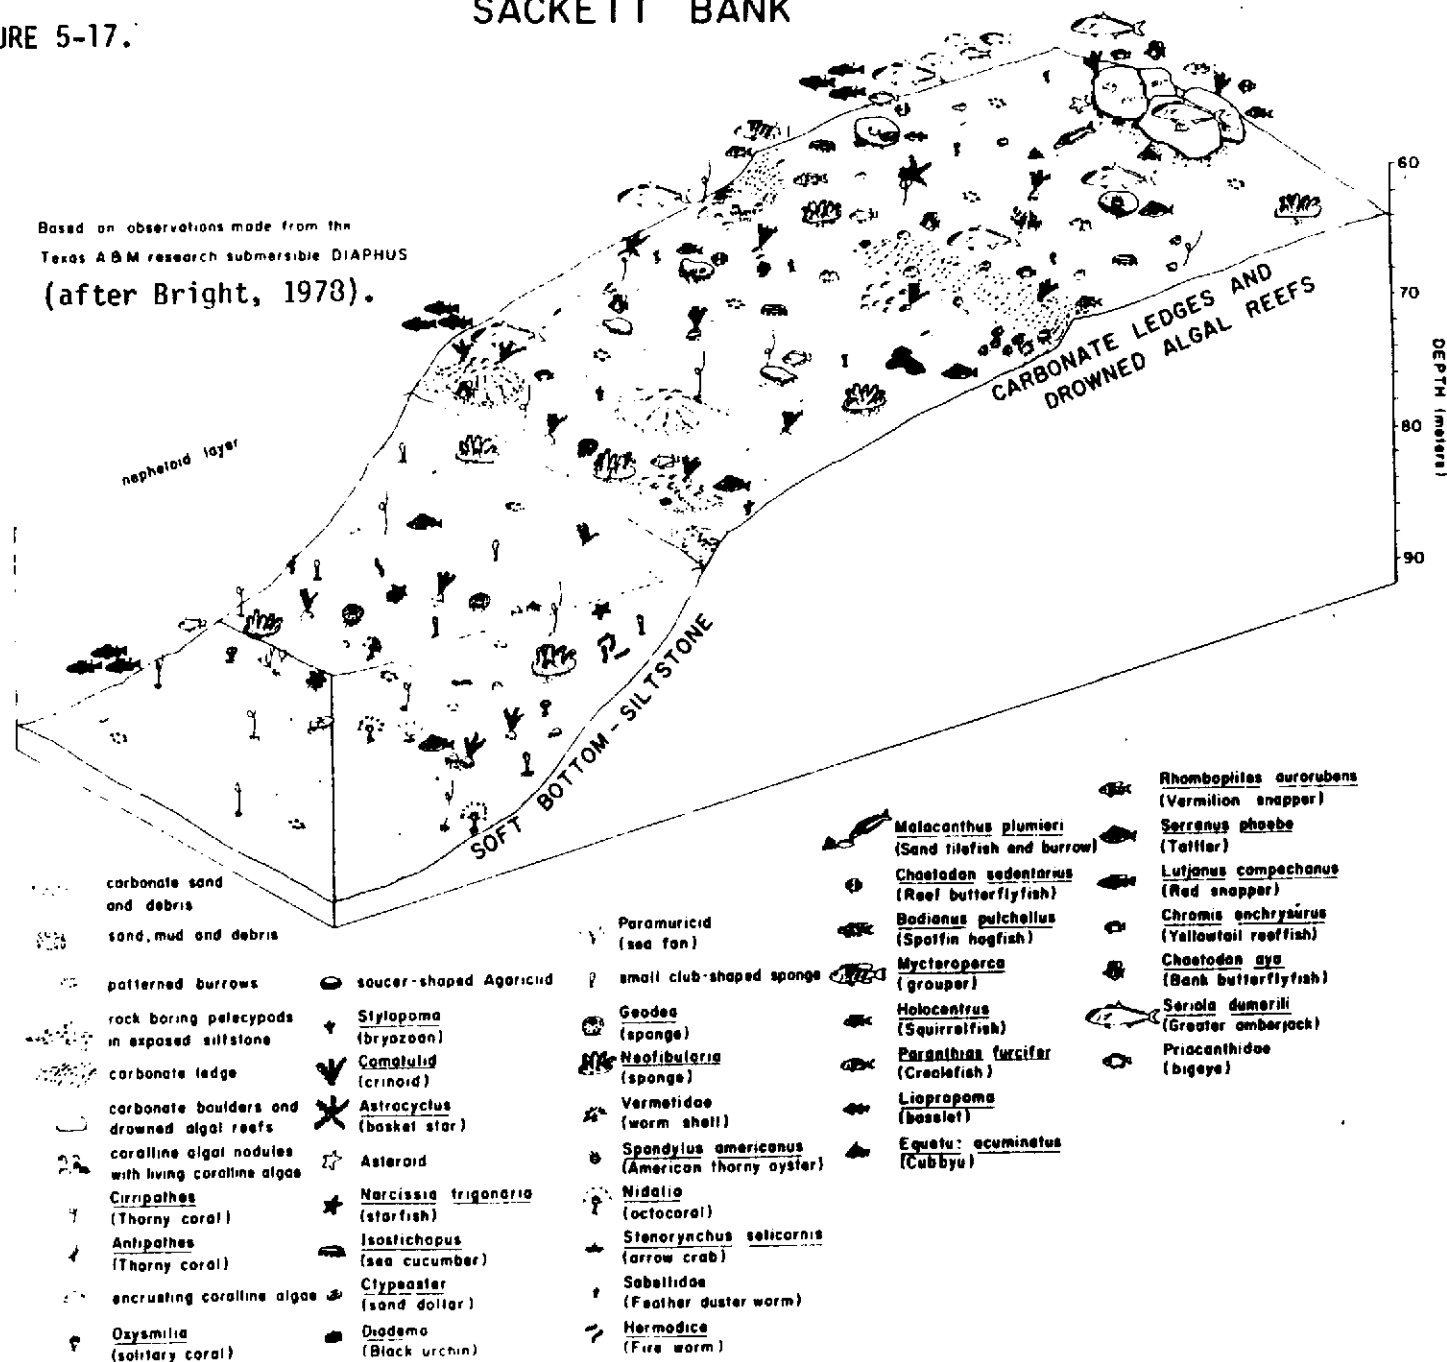 SACKETT BANK
URE 5-17.
Based on observations made from the
Texas A&M research submersible DIAPHUS
(after Bright, 1978).
nepheloid layer
60
70
80
90
DEPTH (meters)
CARBONATE LEDGES AND
DROWNED ALGAL REEFS
SOFT BOTTOM - SILTSTONE
carbonate sand
and debris
sand, mud and debris
patterned burrows
rock boring pelecypods
in exposed siltstone
carbonate ledge
carbonate boulders and
drowned algal reefs
coralline algal nodules
with living coralline algae
Cirripathes
(Thorny coral)
Antipathes
(Thorny coral)
encrusting coralline algae
Oxysmilia
(solitary coral)
saucer-shaped Agariciid
Stylopoma
(bryozoan)
Comatulid
(crinoid)
Astrocyclus
(basket star)
Asteroid
Narcissia trigonaria
(starfish)
Isostichopus
(sea cucumber)
Clypeaster
(sand dollar)
Diadema
(Black urchin)
Paramuricid
(sea fan)
small club-shaped sponge
Geodea
(sponge)
Neofibularia
(sponge)
Vermetidae
(worm shell)
Spondylus americanus
(American thorny oyster)
Nidalia
(octocoral)
Stenorynchus seticornis
(arrow crab)
Sabellidae
(Feather duster worm)
Hermodice
(Fire worm)
Malacanthus plumieri
(Sand tilefish and burrow)
Chaetodon sedentarius
(Reef butterflyfish)
Bodianus pulchellus
(Spotfin hogfish)
Mycteroperca
(grouper)
Holocentrus
(Squirrelfish)
Paranthias furcifer
(Creolefish)
Liopropoma
(basslet)
Equetus acuminatus
(Cubbyu)
Rhomboplites aurorubens
(Vermilion snapper)
Serranus phoebe
(Tattler)
Lutjanus campechanus
(Red snapper)
Chromis enchrysurus
(Yellowtail reeffish)
Chaetodon aya
(Bank butterflyfish)
Seriola dumerili
(Greater amberjack)
Priacanthidae
(bigeye)